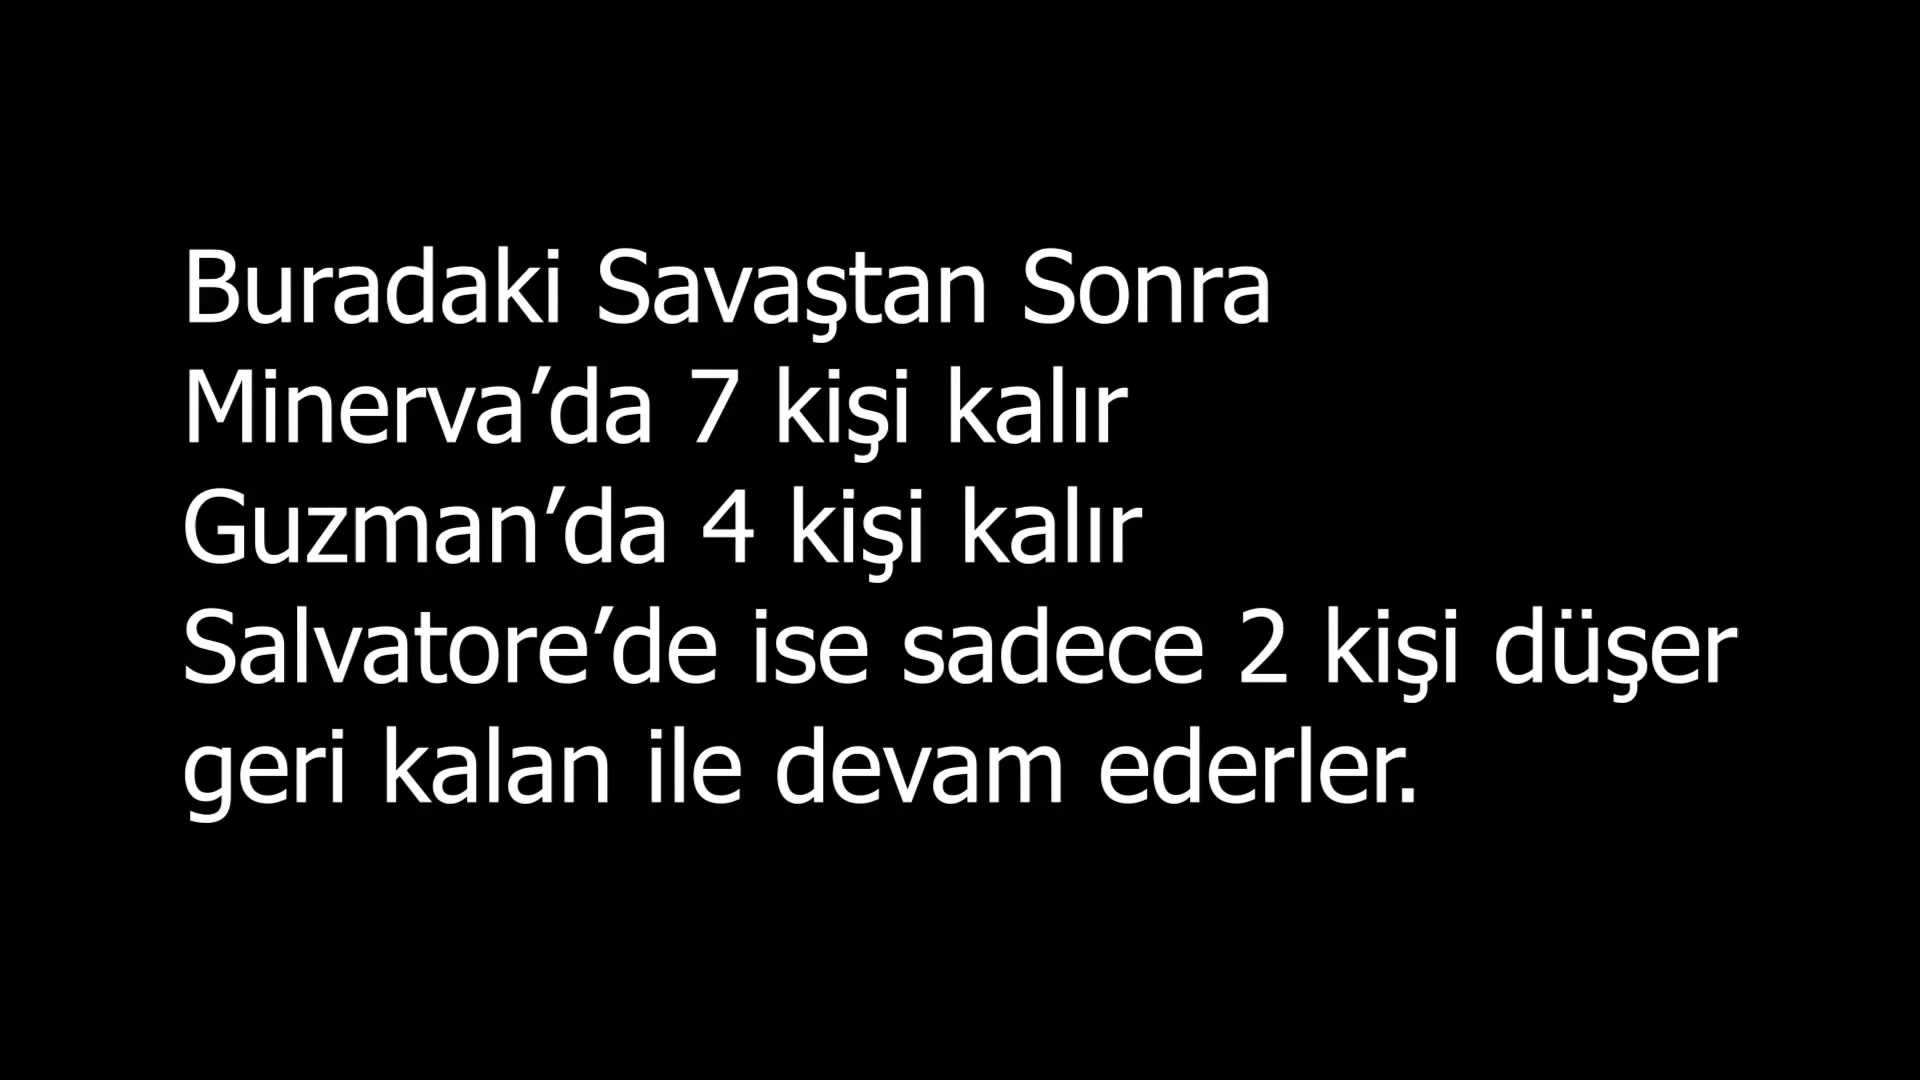 Buradaki Savaştan Sonra
Minerva’da 7 kişi kalır
Guzman’da 4 kişi kalır
Salvatore’de ise sadece 2 kişi düşer
geri kalan ile devam ederler.